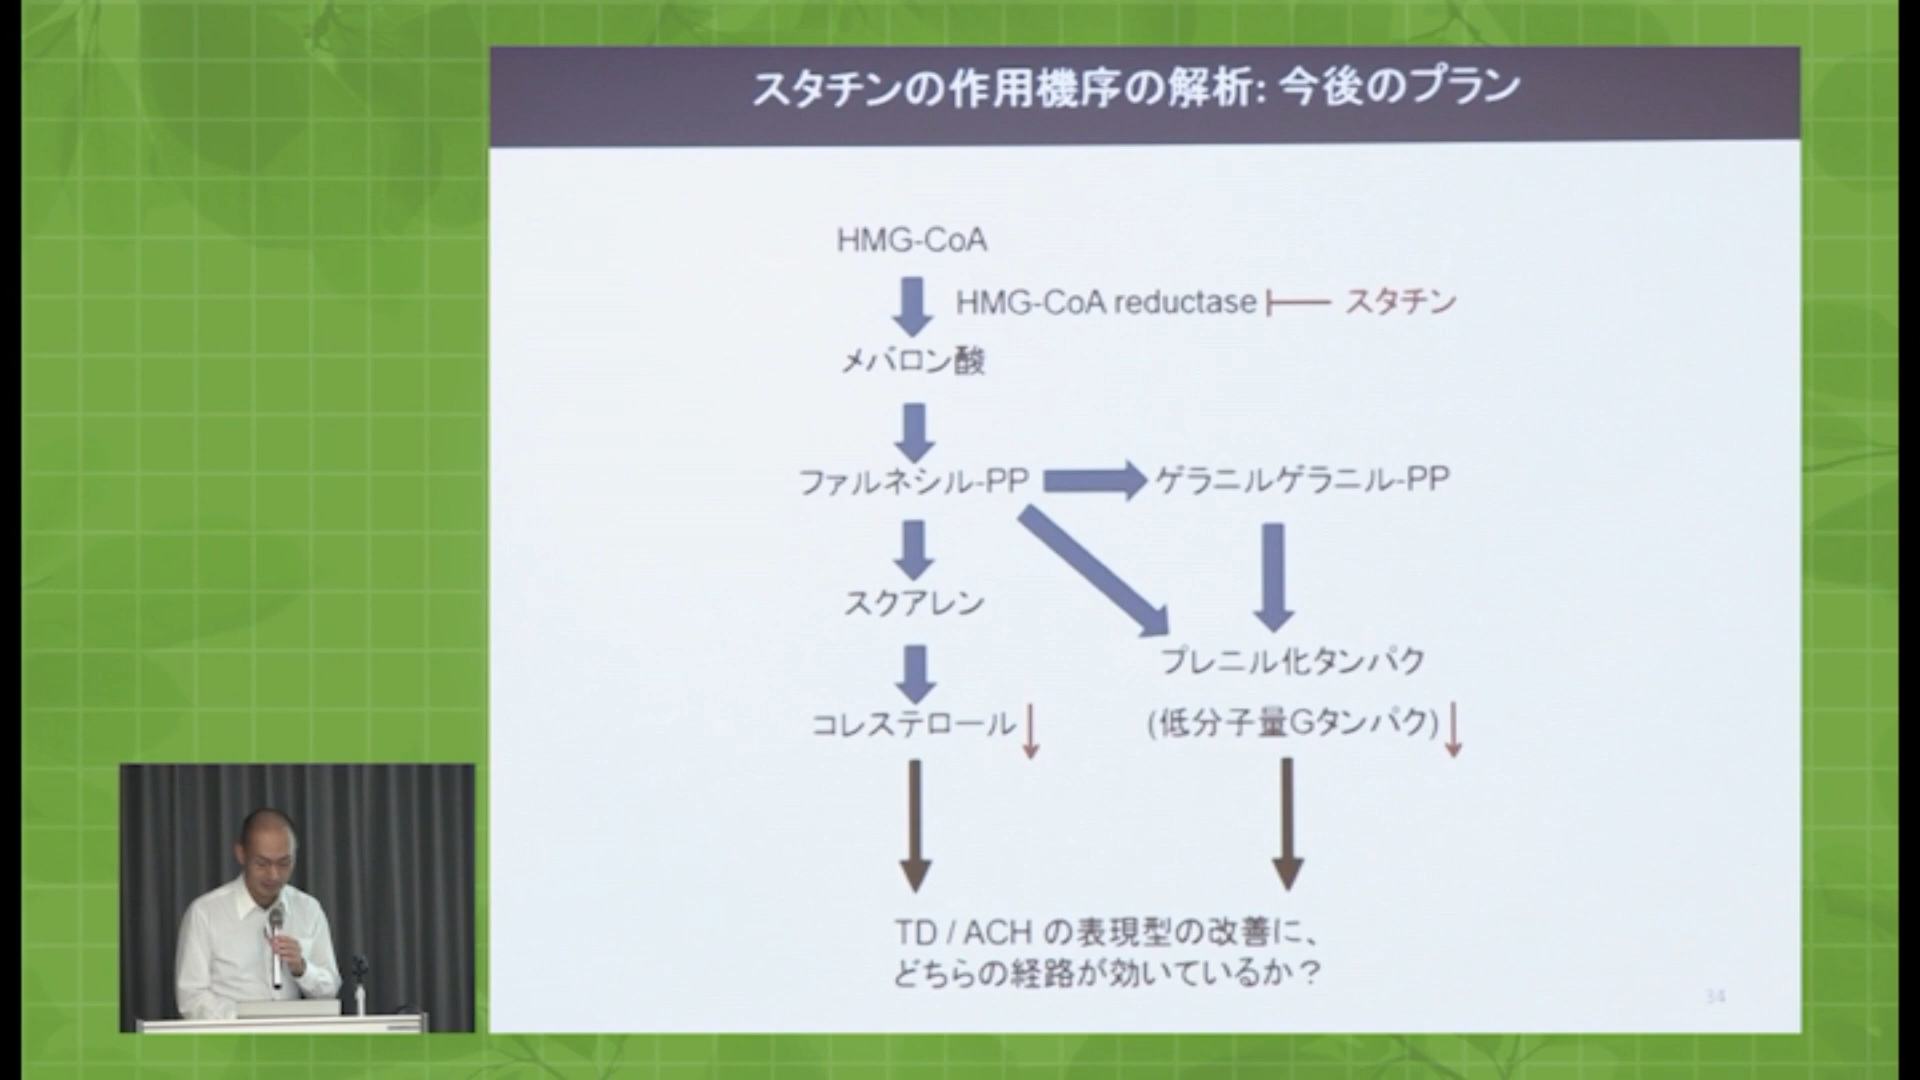 スタチンの作用機序の解析: 今後のプラン
HMG-CoA
HMG-CoA reductase スタチン
メバロン酸
ファルネシル-PP ゲラニルゲラニル-PP
スクアレン
プレニル化タンパク
コレステロール (低分子量Gタンパク)
TD / ACH の表現型の改善に、
どちらの経路が効いているか？
34